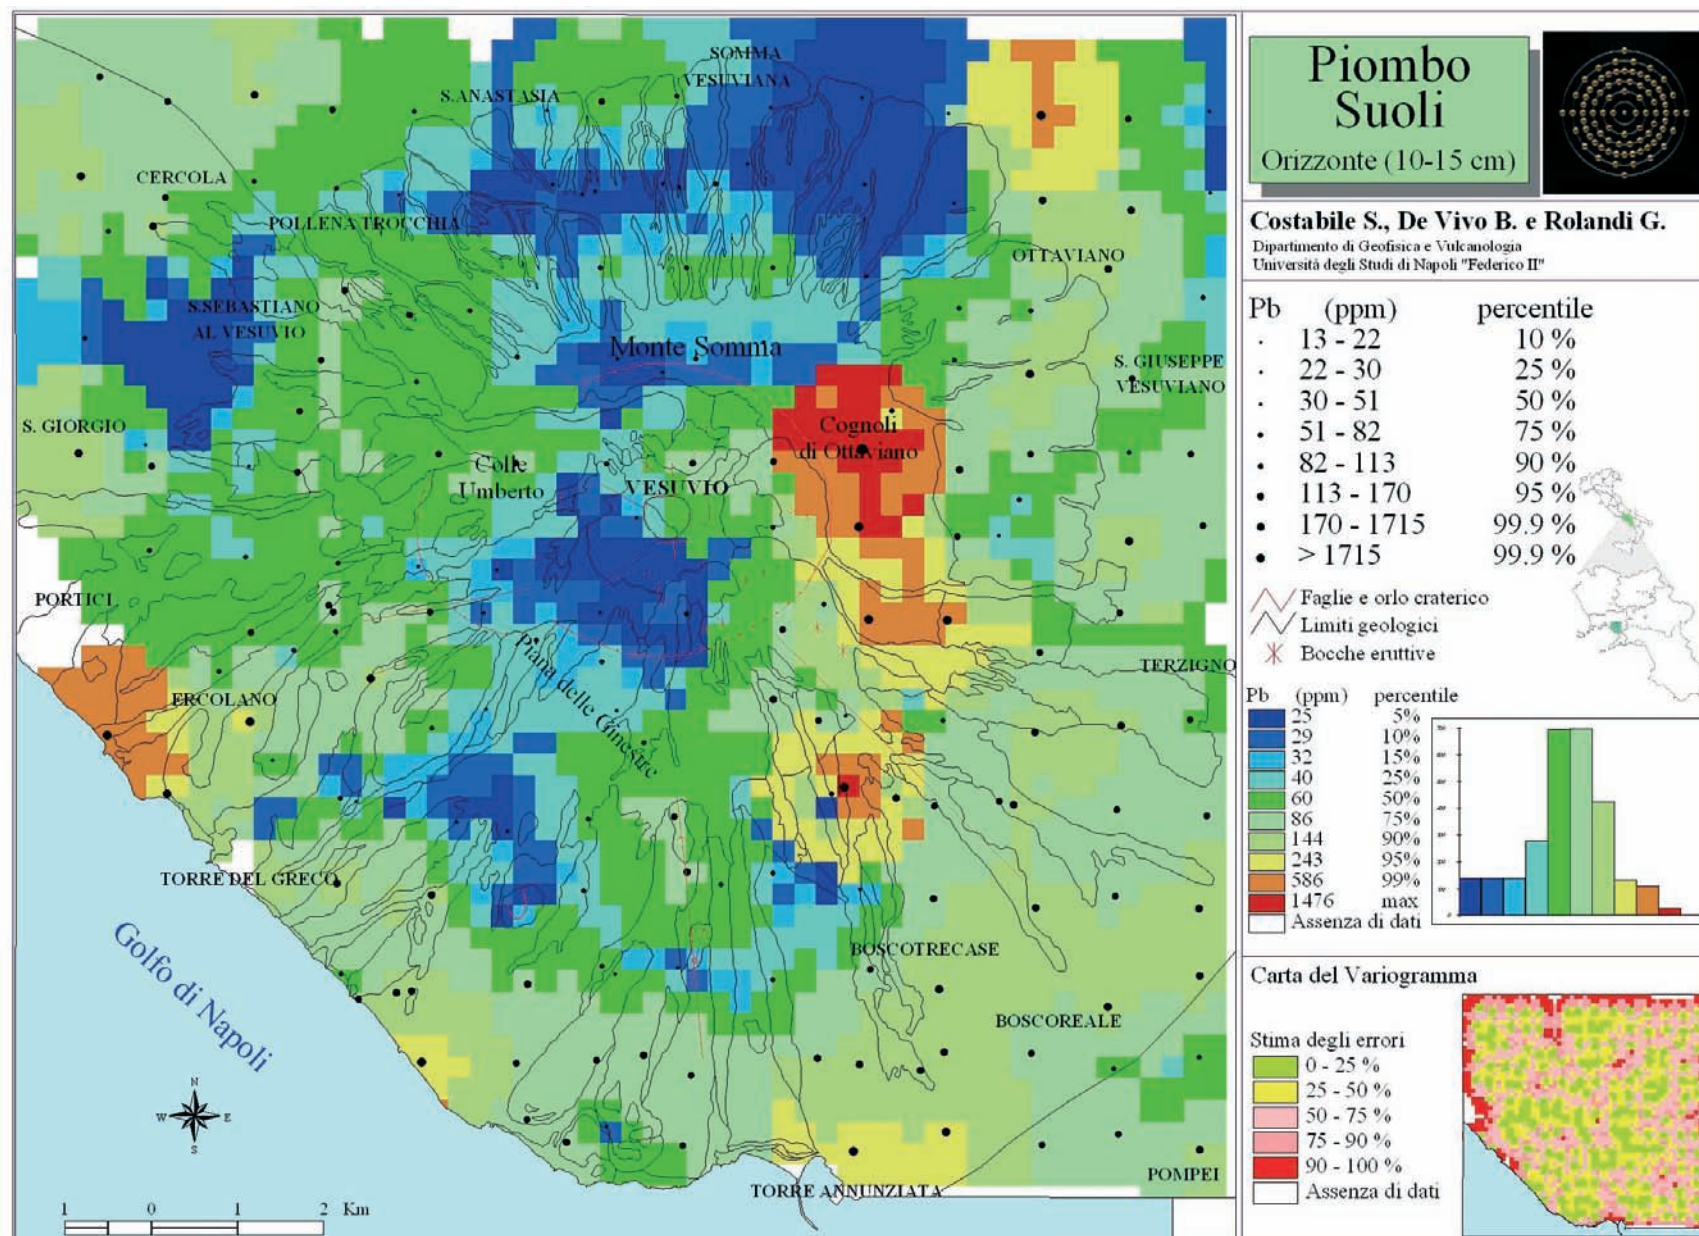 SOMMA
VESUVIANA
S.ANASTASIA
CERCOLA
POLLENA TROCCHIA
OTTAVIANO
S.SEBASTIANO
AL VESUVIO
Monte Somma
S. GIUSEPPE
VESUVIANO
S. GIORGIO
Cognoli
di Ottaviano
Colle
Umberto
VESUVIO
PORTICI
Piana delle Ginestre
TERZIGNO
ERCOLANO
TORRE DEL GRECO
BOSCOTRECASE
Golfo di Napoli
BOSCOREALE
N
W E
S
POMPEI
TORRE ANNUNZIATA
1 0 1 2 Km
Piombo
Suoli
Orizzonte (10-15 cm)
Costabile S., De Vivo B. e Rolandi G.
Dipartimento di Geofisica e Vulcanologia
Università degli Studi di Napoli "Federico II"
Pb (ppm) percentile
13 - 22 10 %
22 - 30 25 %
30 - 51 50 %
51 - 82 75 %
82 - 113 90 %
113 - 170 95 %
170 - 1715 99.9 %
> 1715 99.9 %
Faglie e orlo craterico
Limiti geologici
Bocche eruttive
Pb (ppm) percentile
25 5%
29 10%
32 15%
40 25%
60 50%
86 75%
144 90%
243 95%
586 99%
1476 max
Assenza di dati
Carta del Variogramma
Stima degli errori
0 - 25 %
25 - 50 %
50 - 75 %
75 - 90 %
90 - 100 %
Assenza di dati